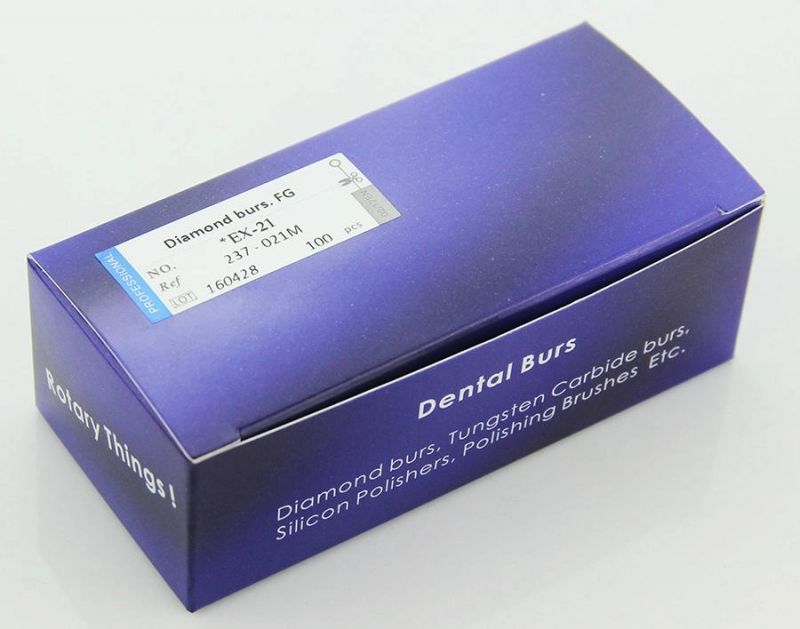 Diamond burs. FG
NO. *EX-21
Ref 237 - 021M
LOT 160428 100 pcs
PROFESSIONAL
Rotary Things!
Dental Burs
Diamond burs, Tungsten Carbide burs,
Silicon Polishers, Polishing Brushes Etc.